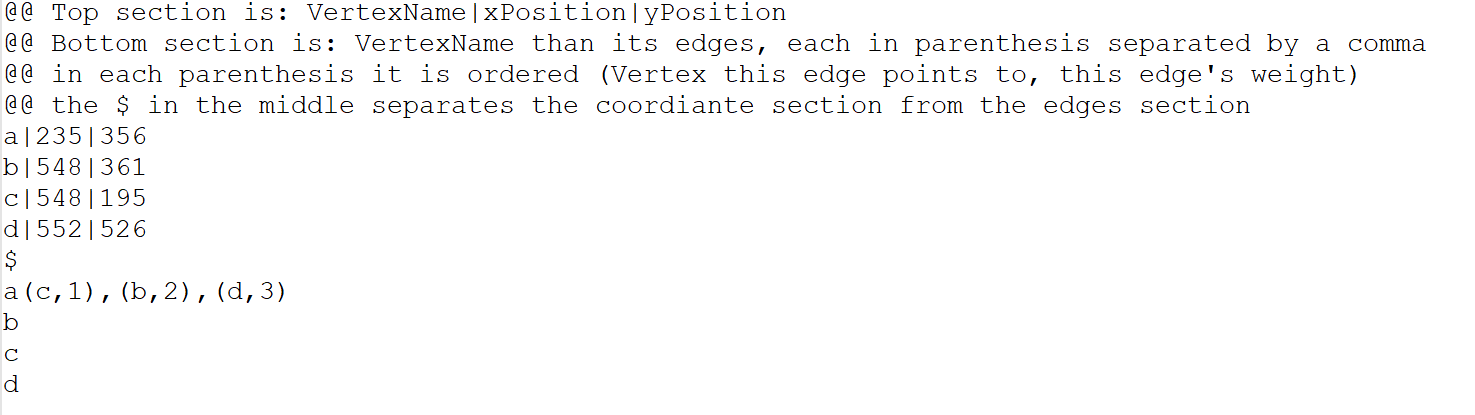 @@ Top section is: VertexName|xPosition|yPosition
@@ Bottom section is: VertexName than its edges, each in parenthesis separated by a comma
@@ in each parenthesis it is ordered (Vertex this edge points to, this edge's weight)
@@ the $ in the middle separates the coordiante section from the edges section
a|235|356
b|548|361
c|548|195
d|552|526
$
a(c,1),(b,2),(d,3)
b
c
d